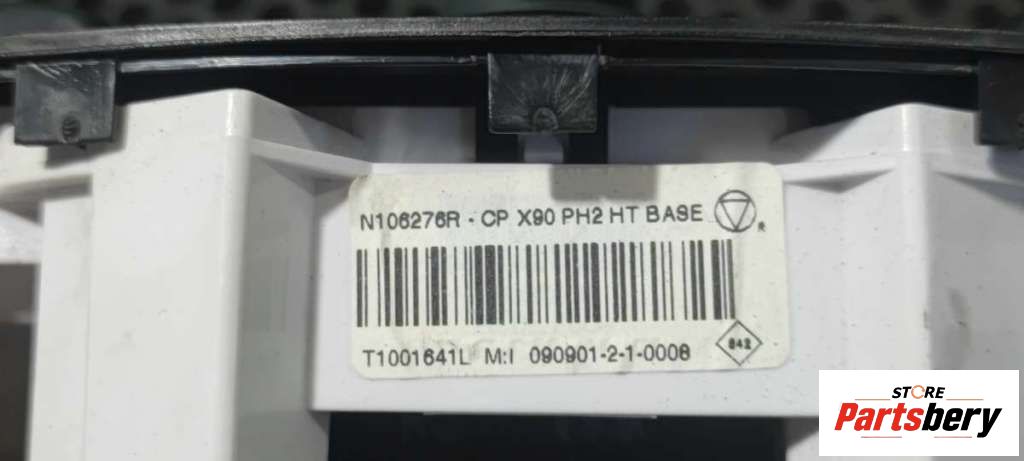 N106276R - CP X90 PH2 HT BASE
R
T1001641L M:I 090901-2-1-0008
842
STORE
Partsbery